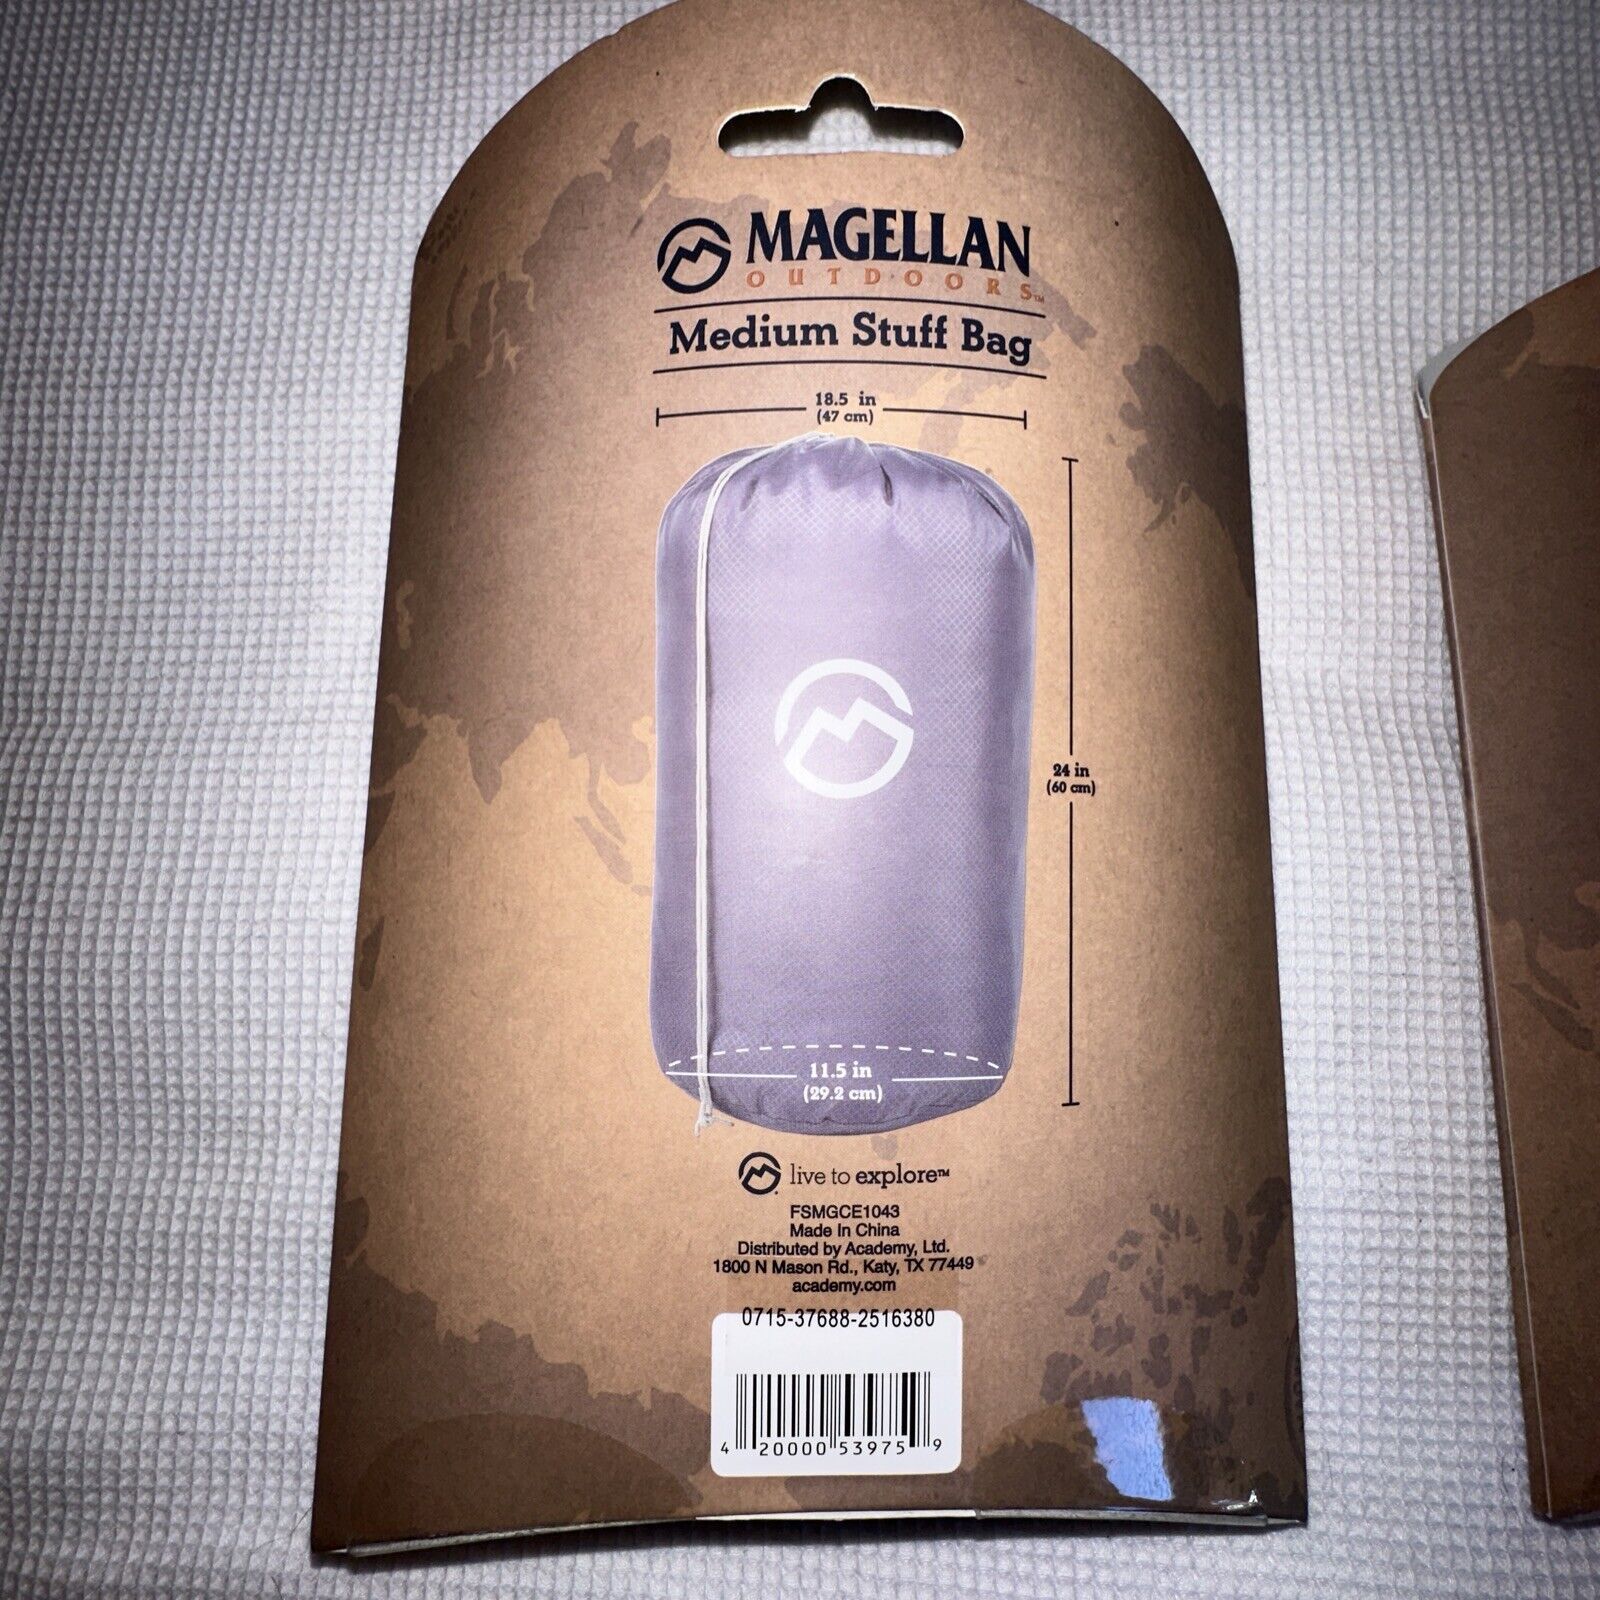 MAGELLAN
OUTDOORS™
Medium Stuff Bag
18.5 in
(47 cm)
24 in
(60 cm)
11.5 in
(29.2 cm)
live to explore™
FSMGCE1043
Made In China
Distributed by Academy, Ltd.
1800 N Mason Rd., Katy, TX 77449
academy.com
0715-37688-2516380
4 20000 53975 9